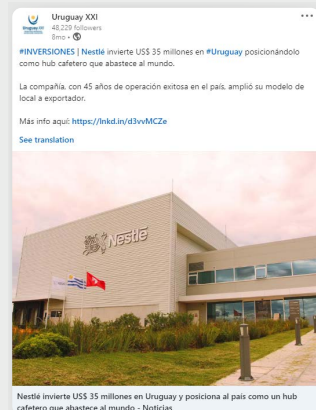 Uruguay XXI
48,229 followers
8mo •
#INVERSIONES | Nestlé invierte US$ 35 millones en #Uruguay posicionándolo
como hub cafetero que abastece al mundo.
La compañía, con 45 años de operación exitosa en el país, amplió su modelo de
local a exportador.
Más info aquí: https://lnkd.in/d3vvMCZe
See translation
Nestlé
Nestlé invierte US$ 35 millones en Uruguay y posiciona al país como un hub
cafetero que abastece al mundo - Noticias